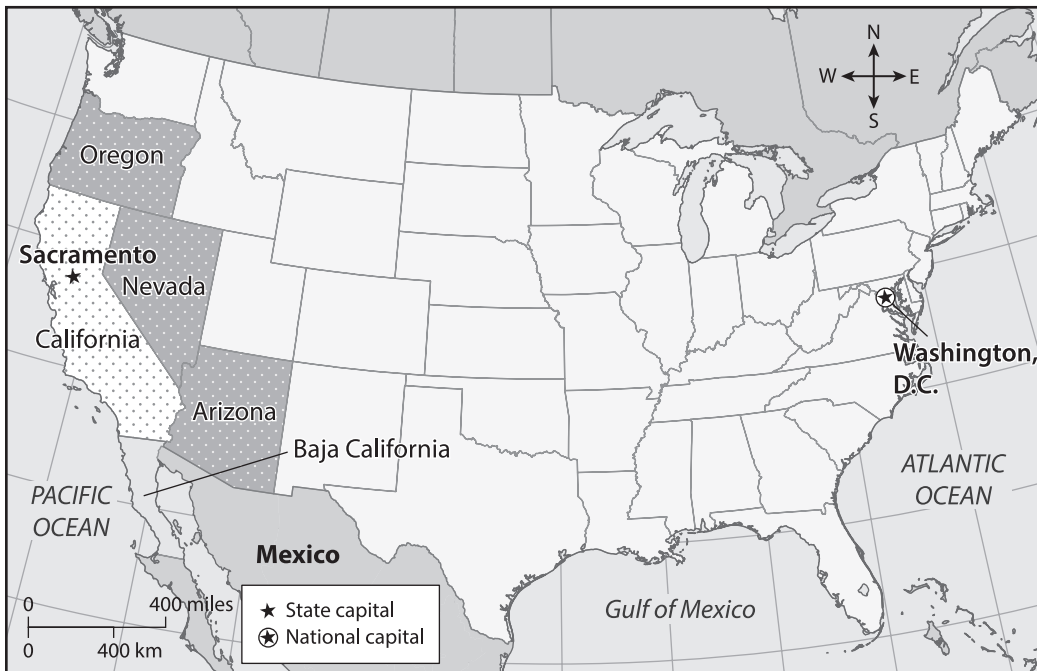 N
W E
S
Oregon
Sacramento
Nevada
California
Washington,
D.C.
Arizona
Baja California
PACIFIC
OCEAN
ATLANTIC
OCEAN
Mexico
Gulf of Mexico
0 400 miles
0 400 km
State capital
National capital